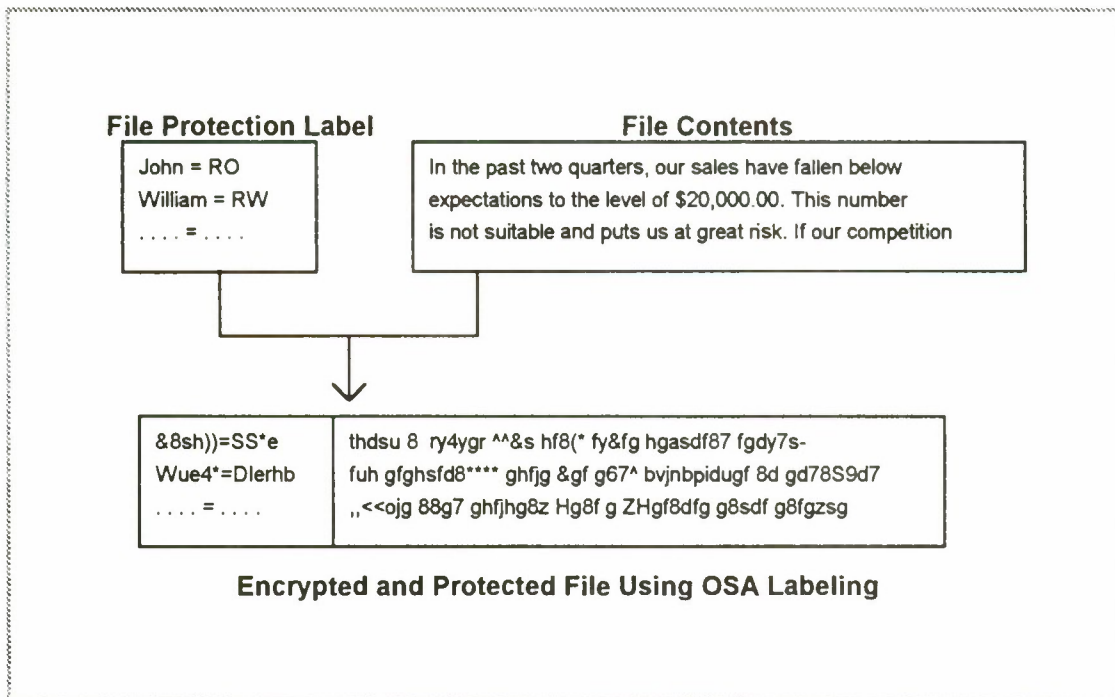 File Protection Label
John = RO
William = RW
. . . . = . . . .
File Contents
In the past two quarters, our sales have fallen below
expectations to the level of $20,000.00. This number
is not suitable and puts us at great risk. If our competition
&8sh))=SS*e
Wue4*=Dlerhb
. . . . = . . . .
thdsu 8 ry4ygr ^^&s hf8(* fy&fg hgasdf87 fgdy7s-
fuh gfghsfd8**** ghfjg &gf g67^ bvjnbpidugf 8d gd78S9d7
,,<<ojg 88g7 ghfjhg8z Hg8f g ZHgf8dfg g8sdf g8fgzsg
Encrypted and Protected File Using OSA Labeling